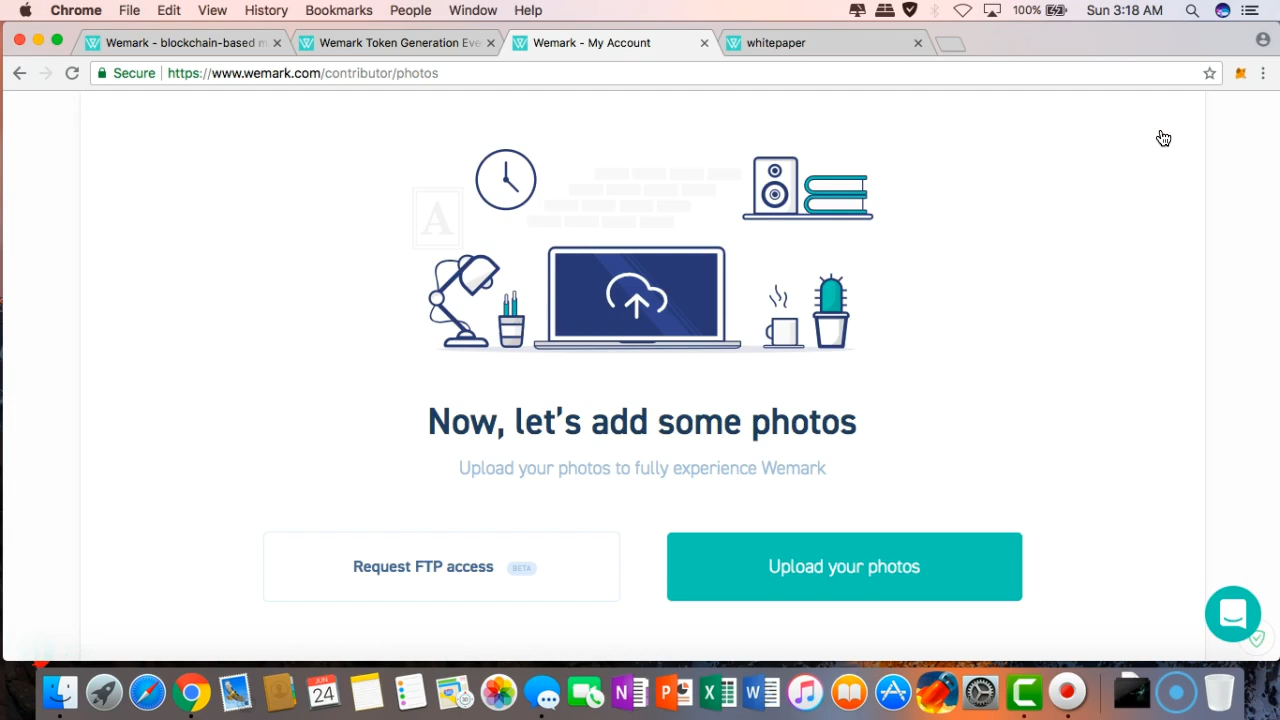 Chrome File Edit View History Bookmarks People Window Help 100% Sun 3:18 AM
Wemark - blockchain-based m
Wemark Token Generation Eve
Wemark - My Account
whitepaper
Secure https://www.wemark.com/contributor/photos
A
Now, let's add some photos
Upload your photos to fully experience Wemark
Request FTP access BETA
Upload your photos
JUN
24